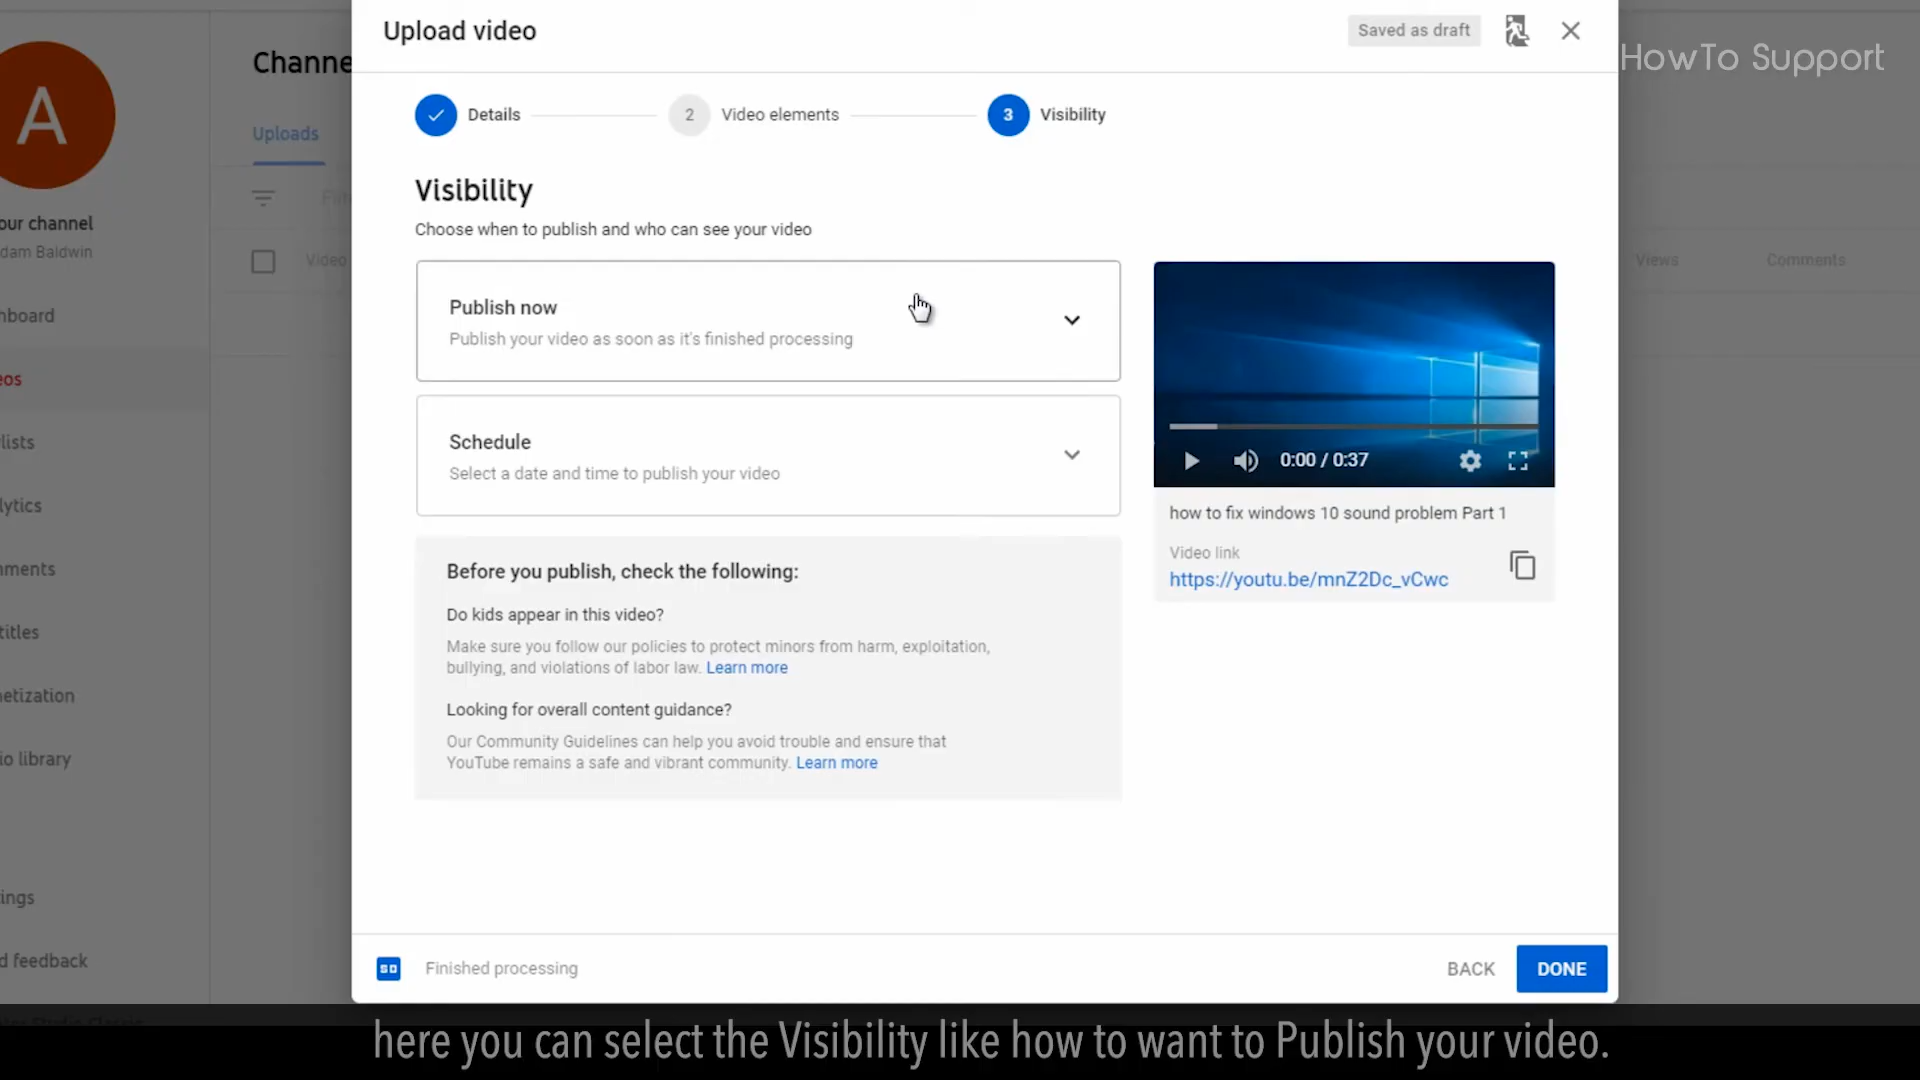 Upload video
Saved as draft
HowTo Support
A
Channe
Details
2
Video elements
3
Visibility
Uploads
Visibility
Choose when to publish and who can see your video
our channel
dam Baldwin
Video
Views
Comments
Publish now
Publish your video as soon as it's finished processing
nboard
eos
Schedule
Select a date and time to publish your video
lists
lytics
0:00 / 0:37
how to fix windows 10 sound problem Part 1
Video link
https://youtu.be/mnZ2Dc_vCwc
Before you publish, check the following:
Do kids appear in this video?
Make sure you follow our policies to protect minors from harm, exploitation,
bullying, and violations of labor law. Learn more
Looking for overall content guidance?
Our Community Guidelines can help you avoid trouble and ensure that
YouTube remains a safe and vibrant community. Learn more
nments
titles
netization
io library
ings
d feedback
SD
Finished processing
BACK
DONE
here you can select the Visibility like how to want to Publish your video.